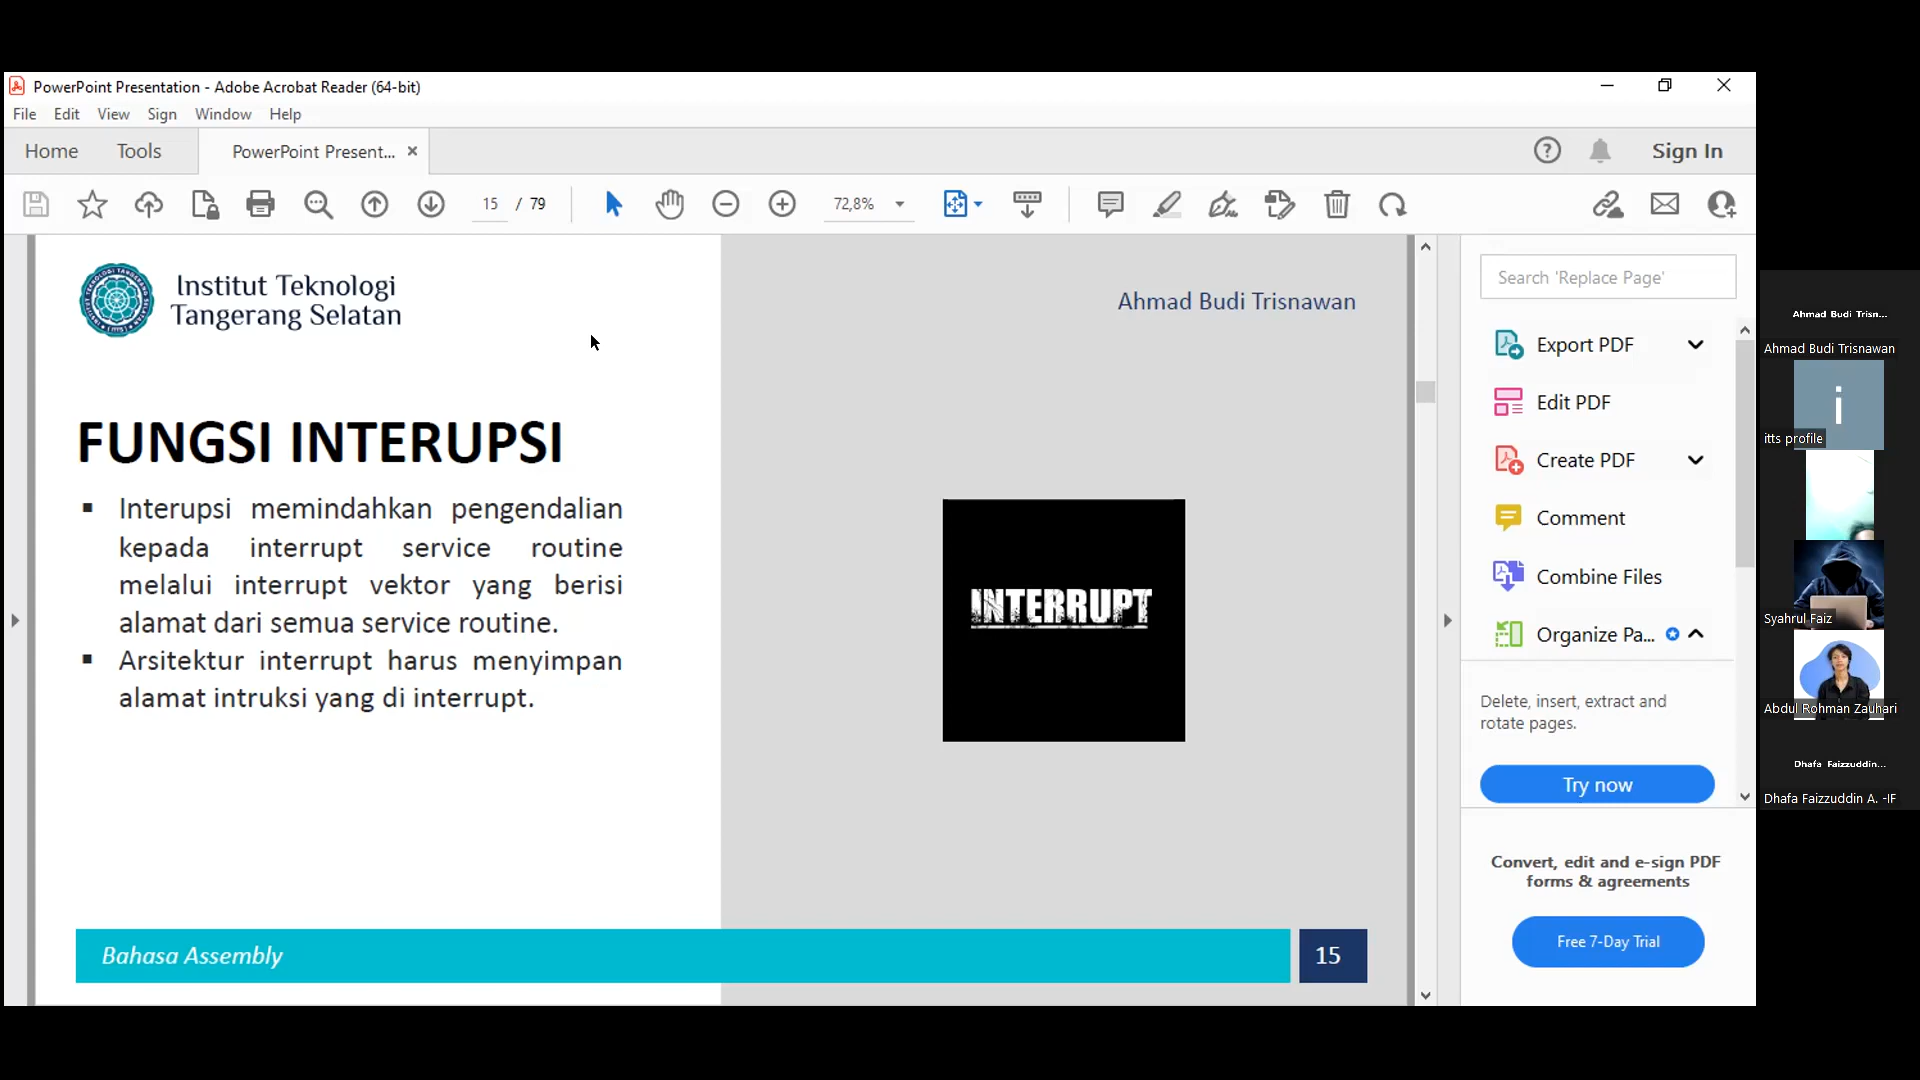 PowerPoint Presentation - Adobe Acrobat Reader (64-bit)
File Edit View Sign Window Help
Home Tools PowerPoint Present... Sign In
15 / 79 72,8%
Institut Teknologi
Tangerang Selatan
Ahmad Budi Trisnawan
FUNGSI INTERUPSI
▪ Interupsi memindahkan pengendalian
kepada interrupt service routine
melalui interrupt vektor yang berisi
alamat dari semua service routine.
▪ Arsitektur interrupt harus menyimpan
alamat intruksi yang di interrupt.
INTERRUPT
Bahasa Assembly
15
Search 'Replace Page'
Export PDF
Edit PDF
Create PDF
Comment
Combine Files
Organize Pa...
Delete, insert, extract and
rotate pages.
Try now
Convert, edit and e-sign PDF
forms & agreements
Free 7-Day Trial
Ahmad Budi Trisn...
Ahmad Budi Trisnawan
i
itts profile
Syahrul Faiz
Abdul Rohman Zauhari
Dhafa Faizzuddin...
Dhafa Faizzuddin A. -IF